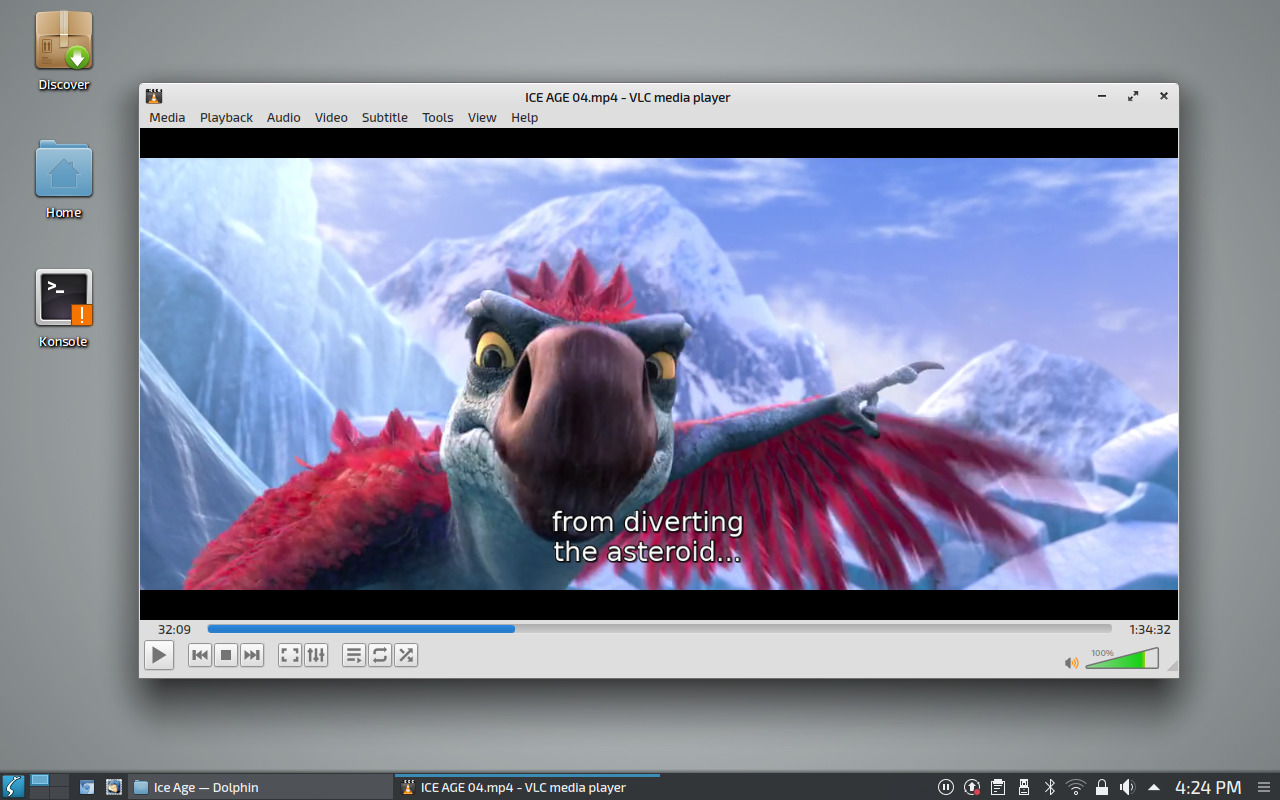 Discover
Home
>_
Konsole
ICE AGE 04.mp4 - VLC media player
Media Playback Audio Video Subtitle Tools View Help
from diverting
the asteroid...
32:09
1:34:32
100%
Ice Age — Dolphin
ICE AGE 04.mp4 - VLC media player
4:24 PM